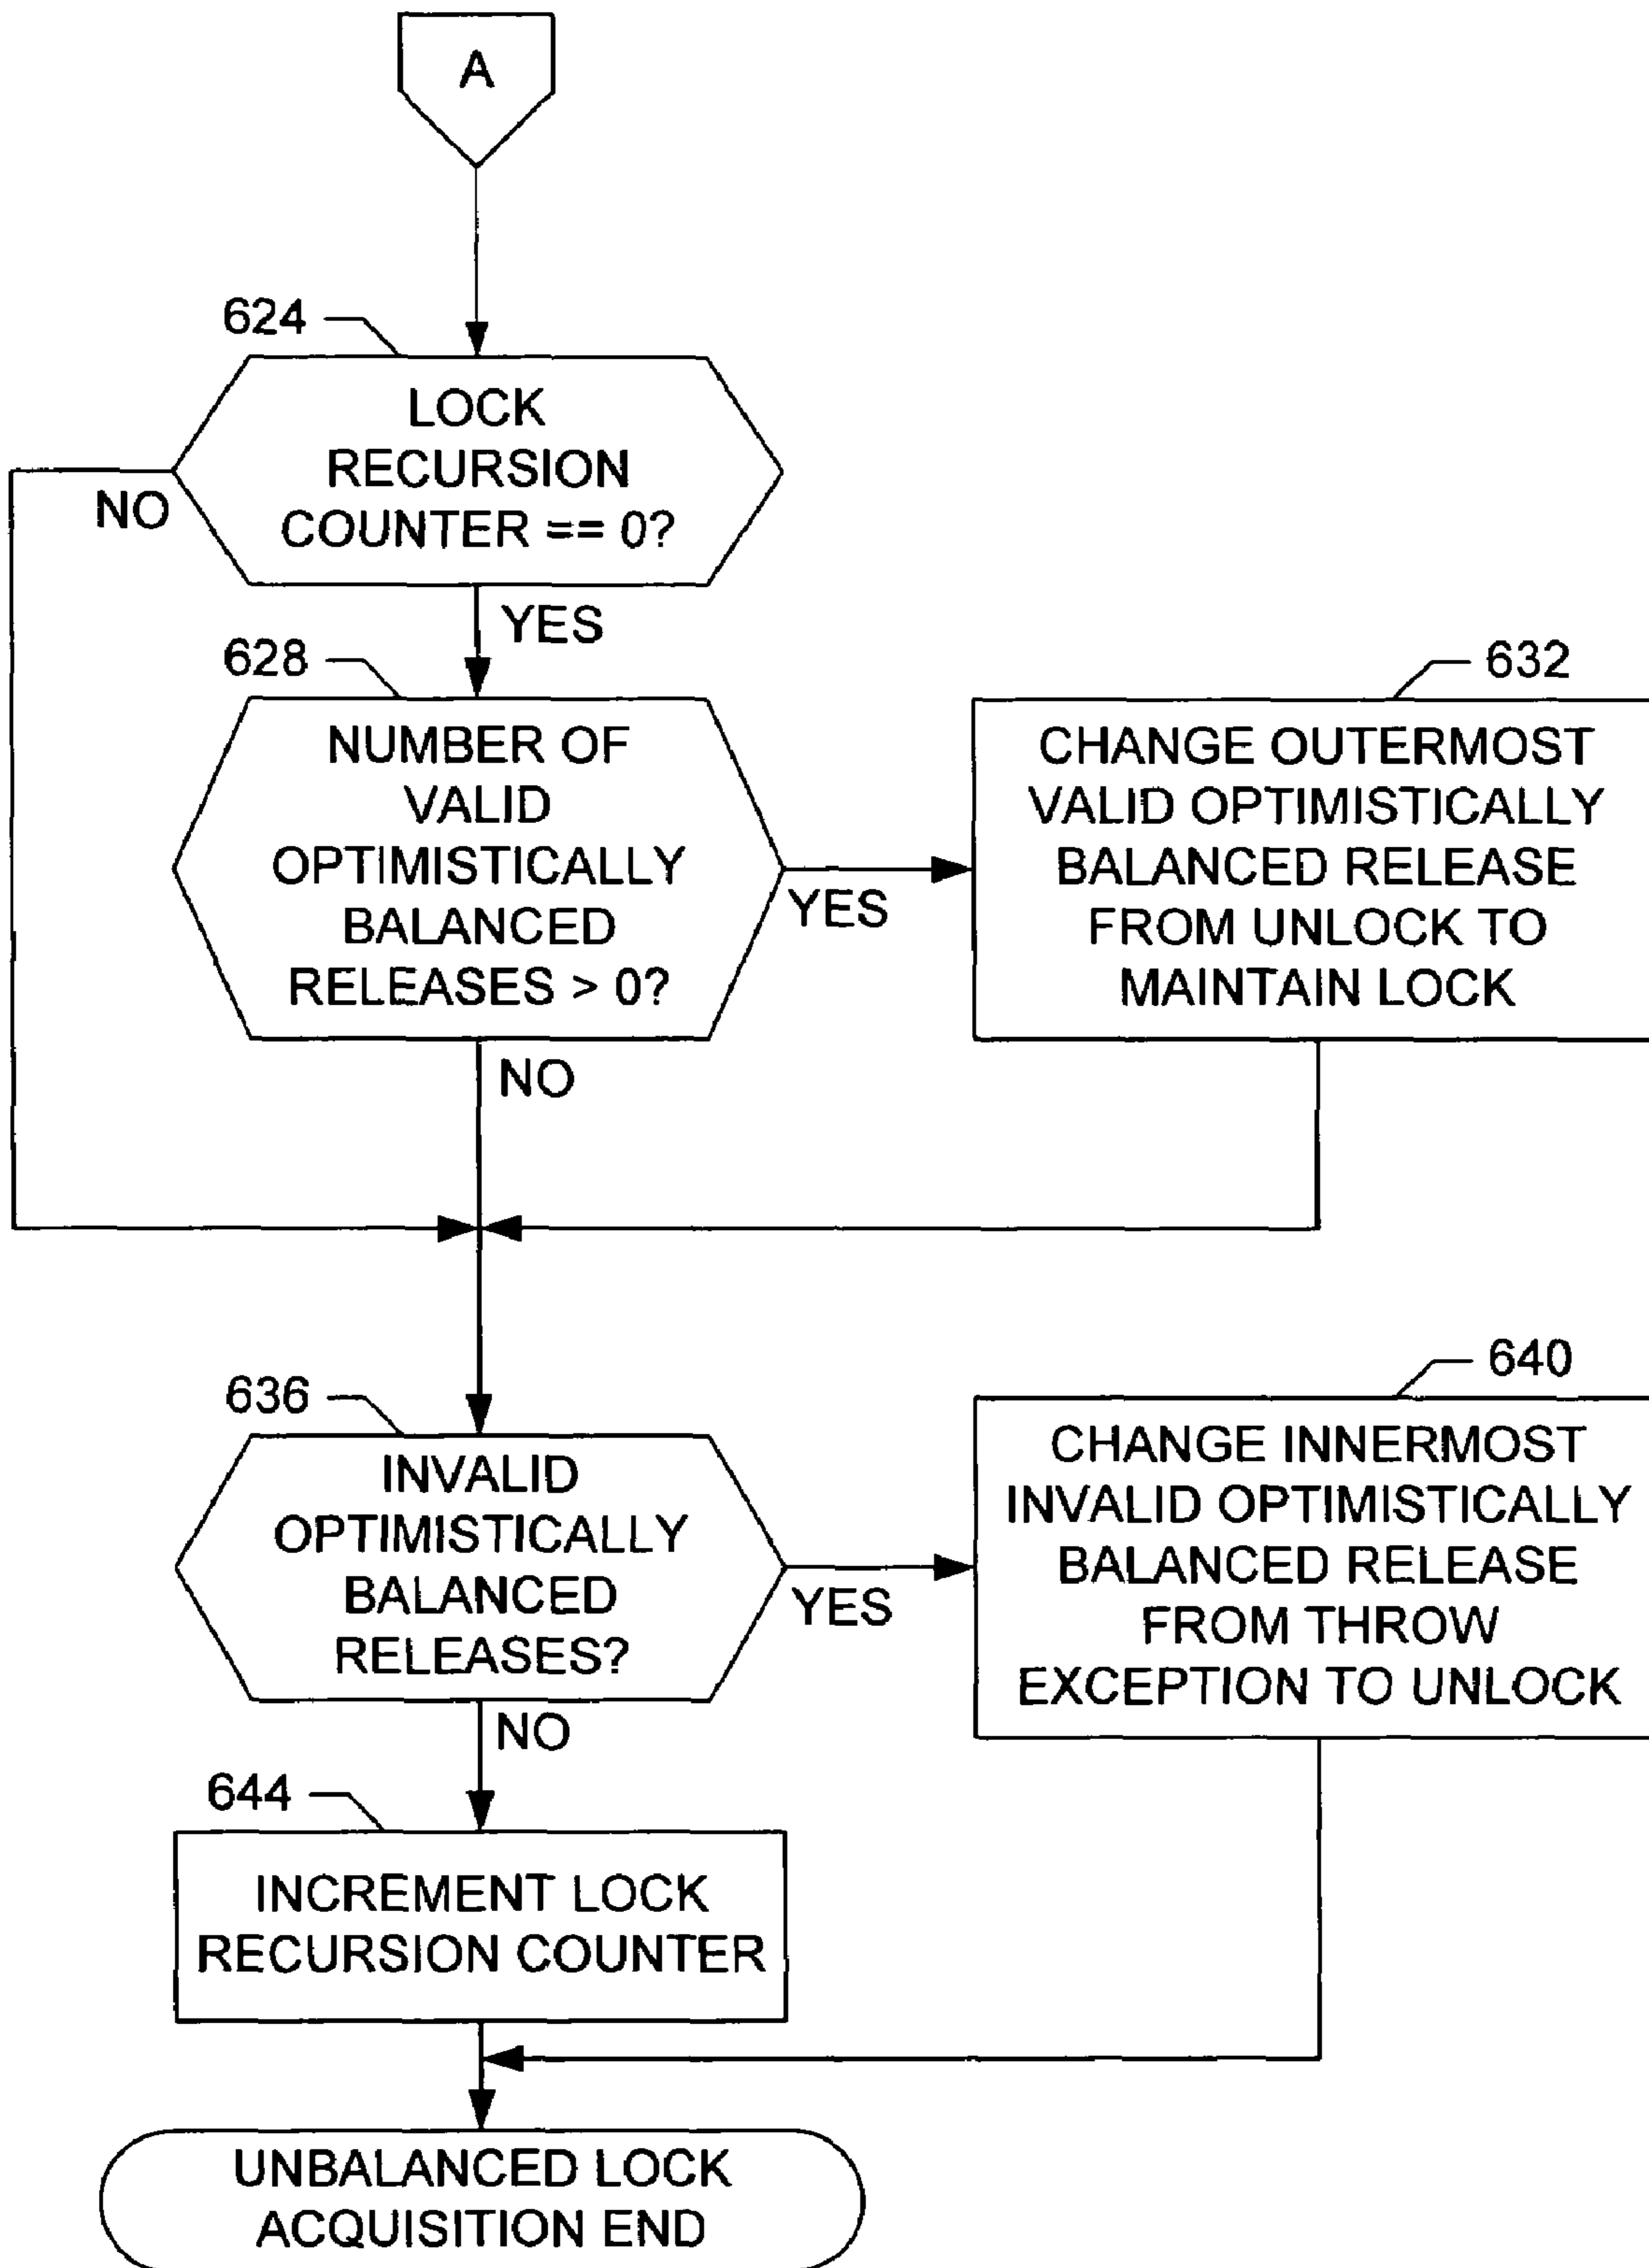 A
624
LOCK
RECURSION
COUNTER == 0?
NO
YES
628
NUMBER OF
VALID
OPTIMISTICALLY
BALANCED
RELEASES > 0?
YES
NO
632
CHANGE OUTERMOST
VALID OPTIMISTICALLY
BALANCED RELEASE
FROM UNLOCK TO
MAINTAIN LOCK
636
INVALID
OPTIMISTICALLY
BALANCED
RELEASES?
YES
NO
640
CHANGE INNERMOST
INVALID OPTIMISTICALLY
BALANCED RELEASE
FROM THROW
EXCEPTION TO UNLOCK
644
INCREMENT LOCK
RECURSION COUNTER
UNBALANCED LOCK
ACQUISITION END